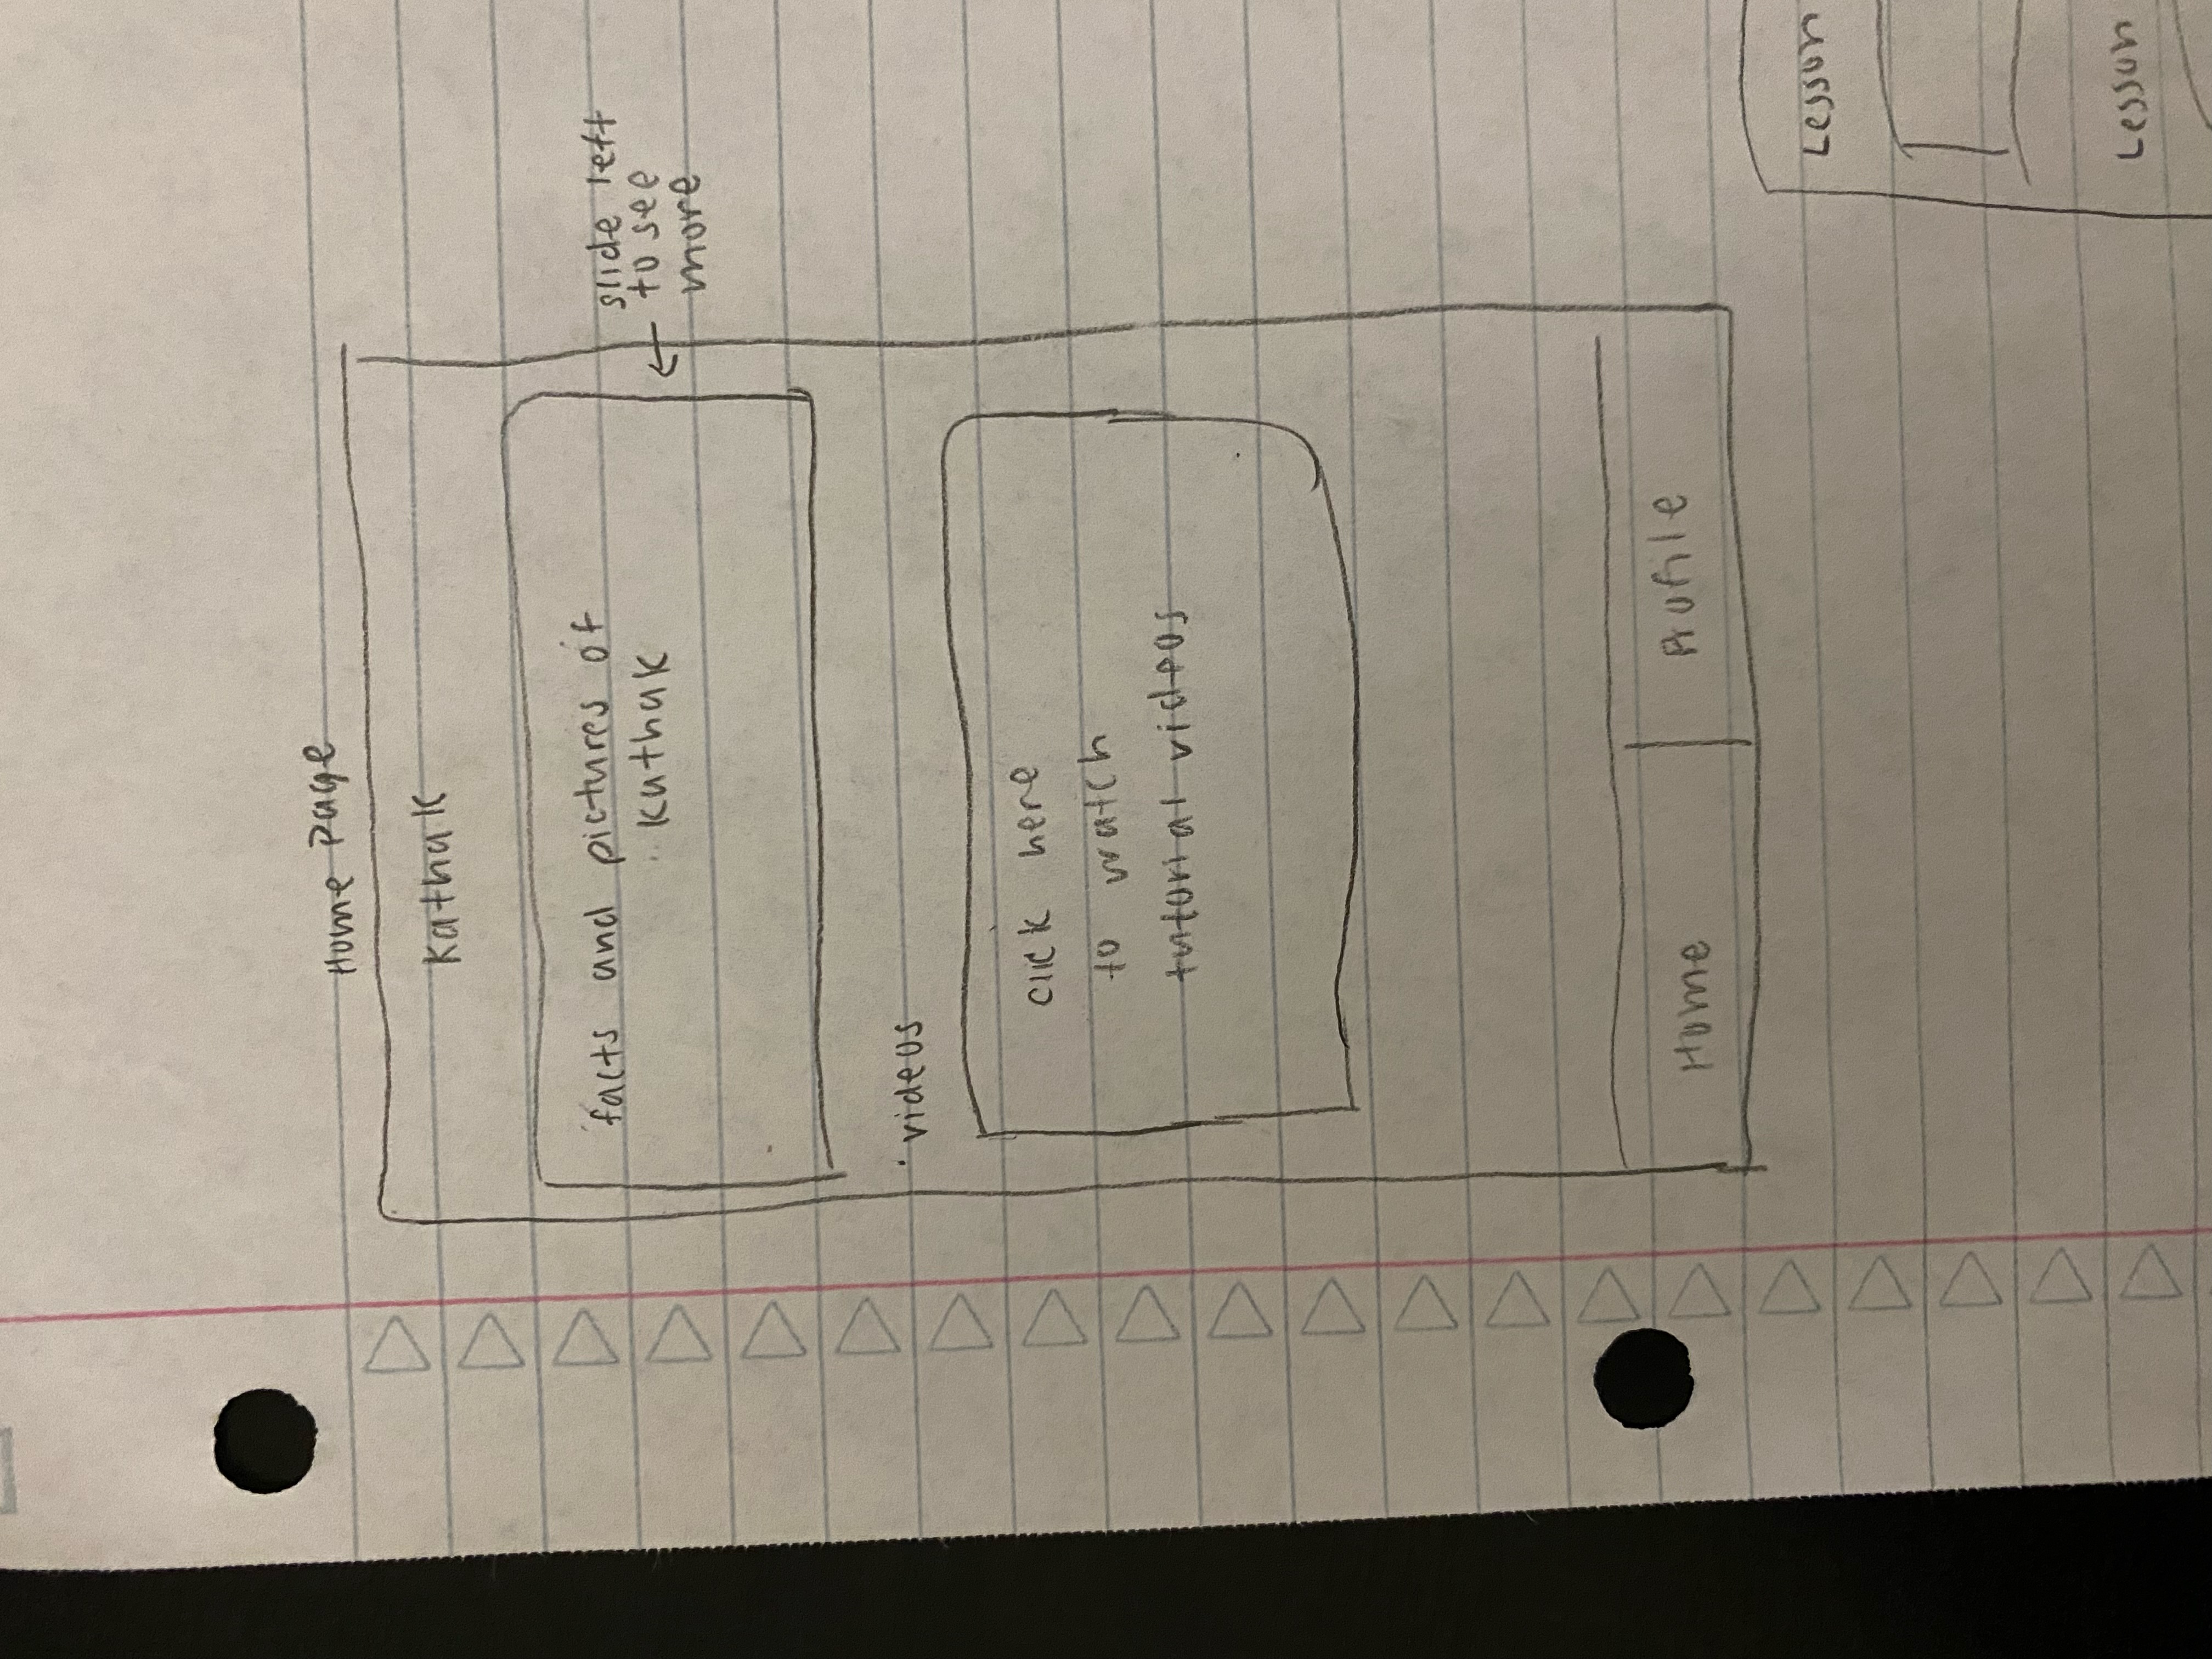 Home Page
Kathak
facts and pictures of
kathak
slide left
to see
more
videos
click here
to watch
tutorial videos
Home
Profile
Lesson
Lesson